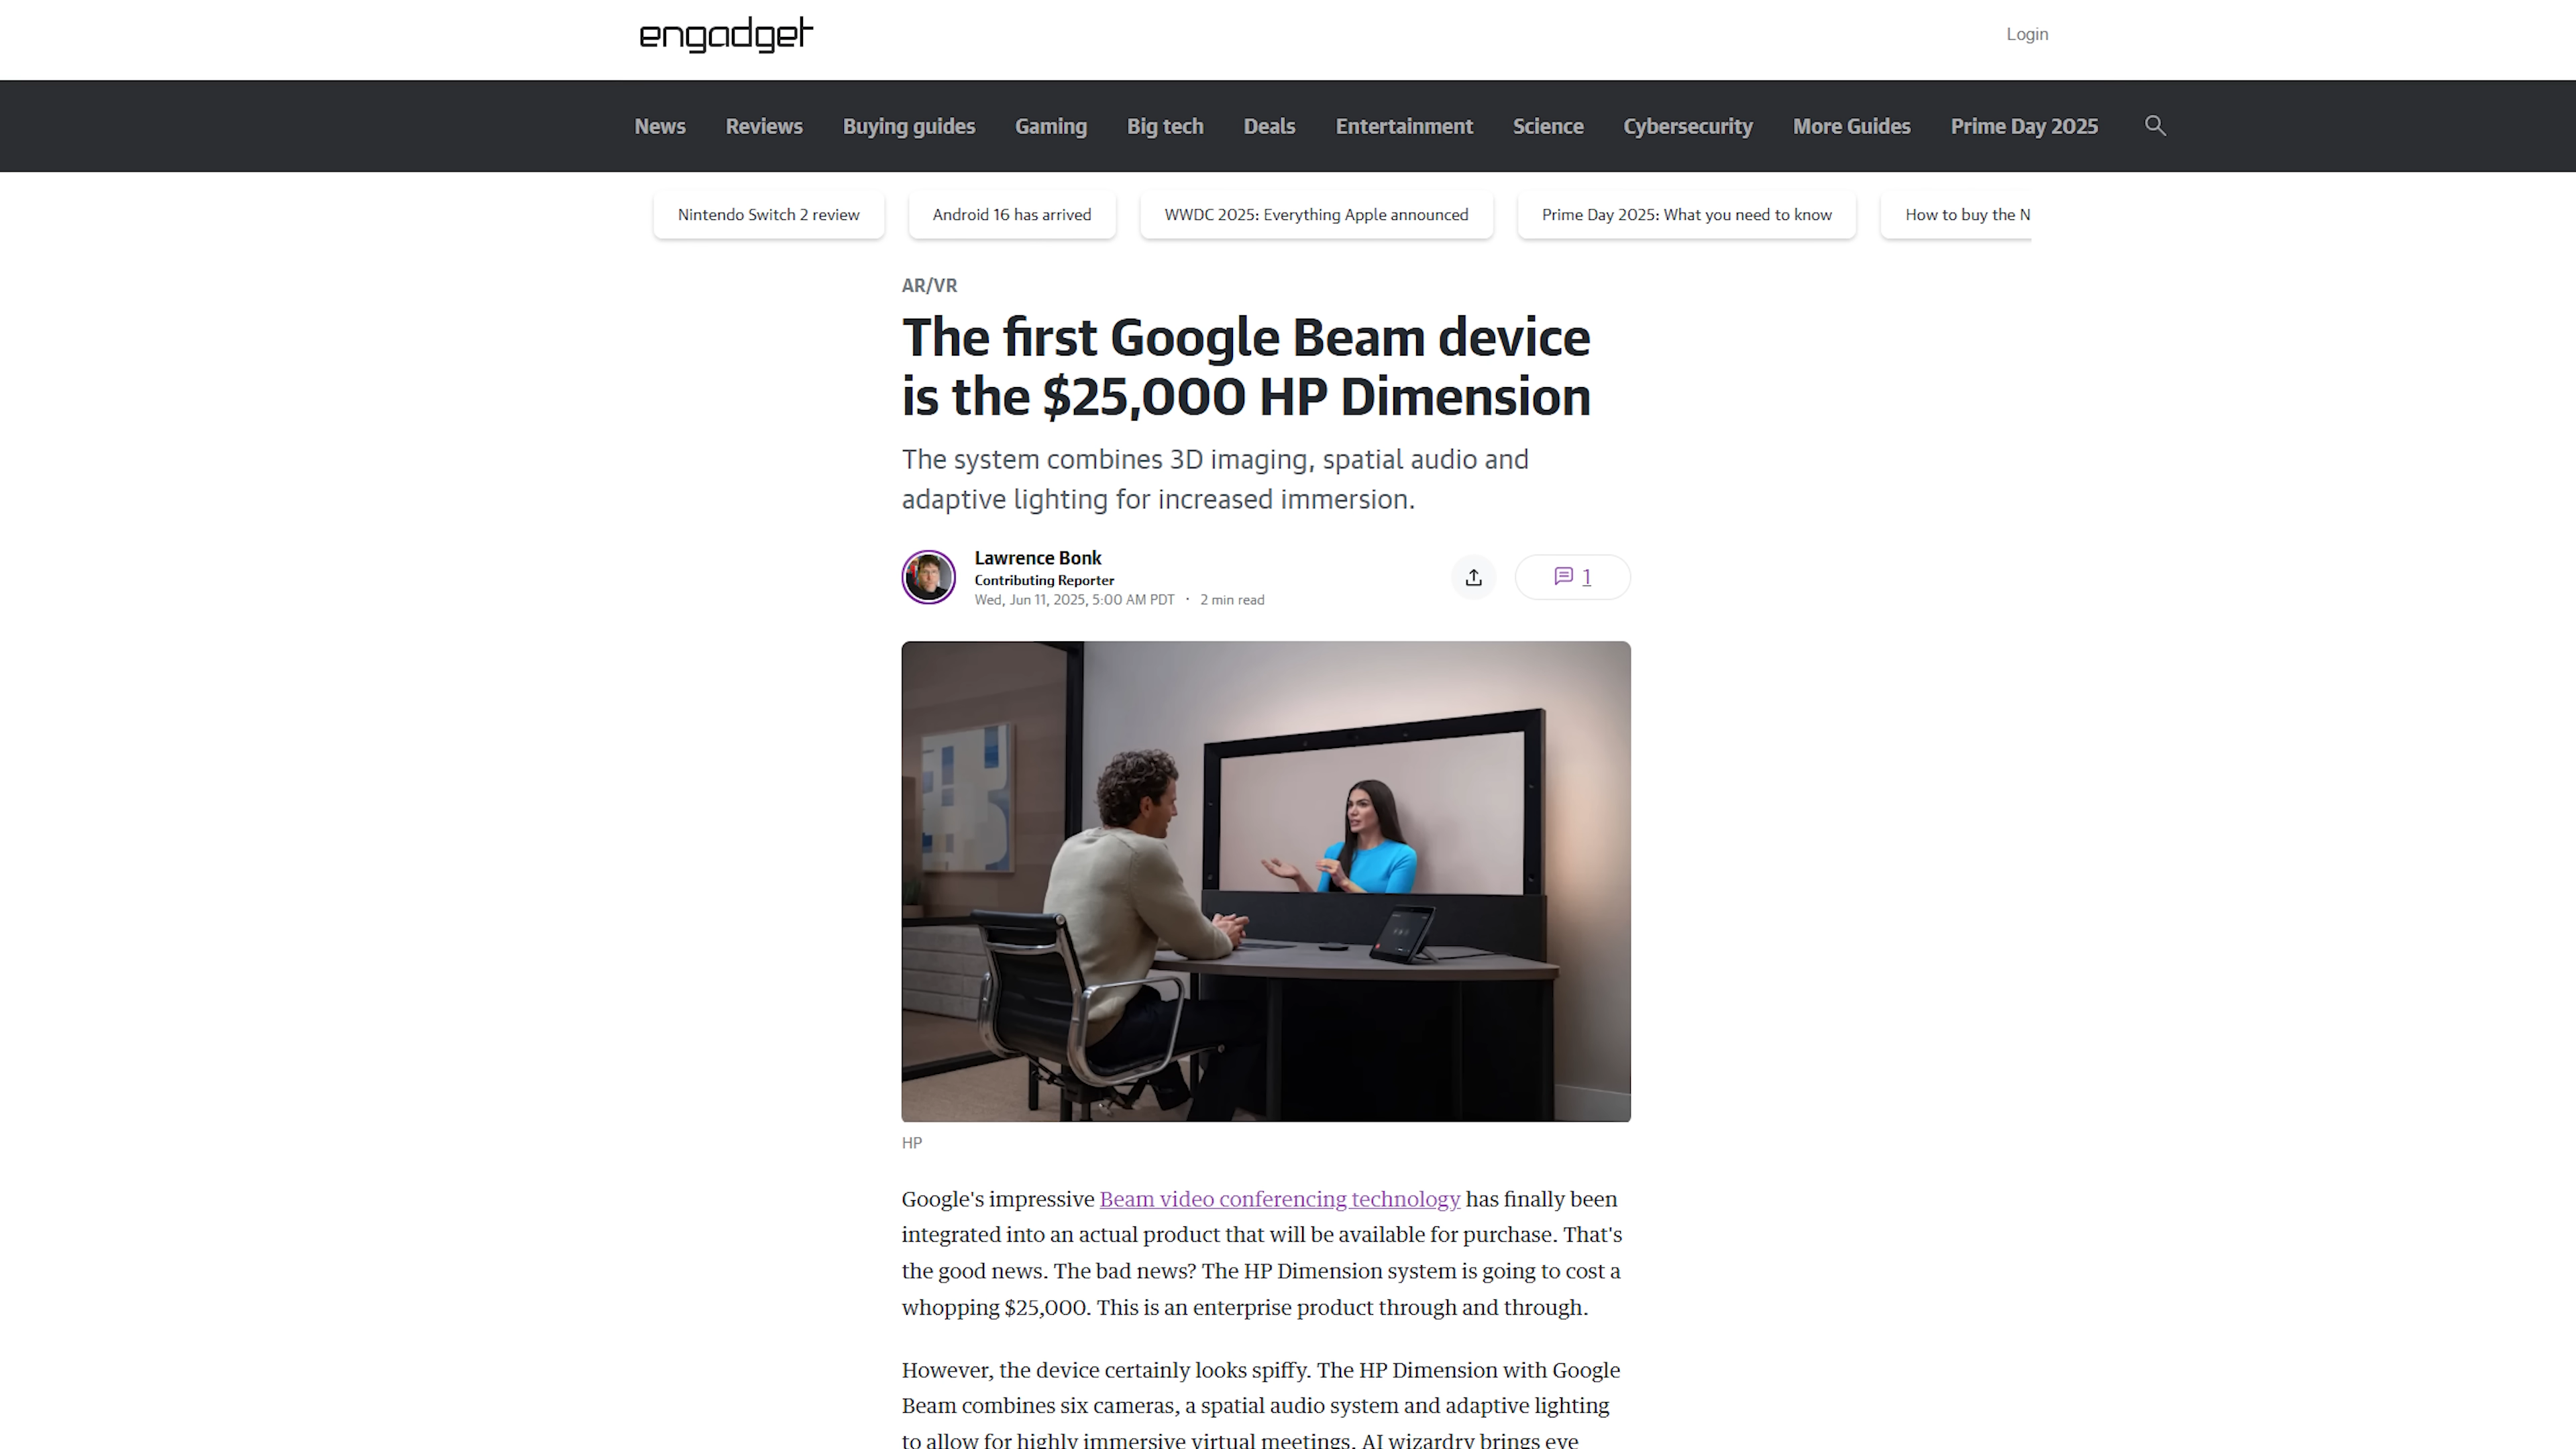 engadget
Login
News Reviews Buying guides Gaming Big tech Deals Entertainment Science Cybersecurity More Guides Prime Day 2025
Nintendo Switch 2 review Android 16 has arrived WWDC 2025: Everything Apple announced Prime Day 2025: What you need to know How to buy the N
AR/VR
The first Google Beam device
is the $25,000 HP Dimension
The system combines 3D imaging, spatial audio and
adaptive lighting for increased immersion.
Lawrence Bonk
Contributing Reporter
Wed, Jun 11, 2025, 5:00 AM PDT · 2 min read
1
HP
Google's impressive Beam video conferencing technology has finally been
integrated into an actual product that will be available for purchase. That's
the good news. The bad news? The HP Dimension system is going to cost a
whopping $25,000. This is an enterprise product through and through.
However, the device certainly looks spiffy. The HP Dimension with Google
Beam combines six cameras, a spatial audio system and adaptive lighting
to allow for highly immersive virtual meetings. AI wizardry brings eye